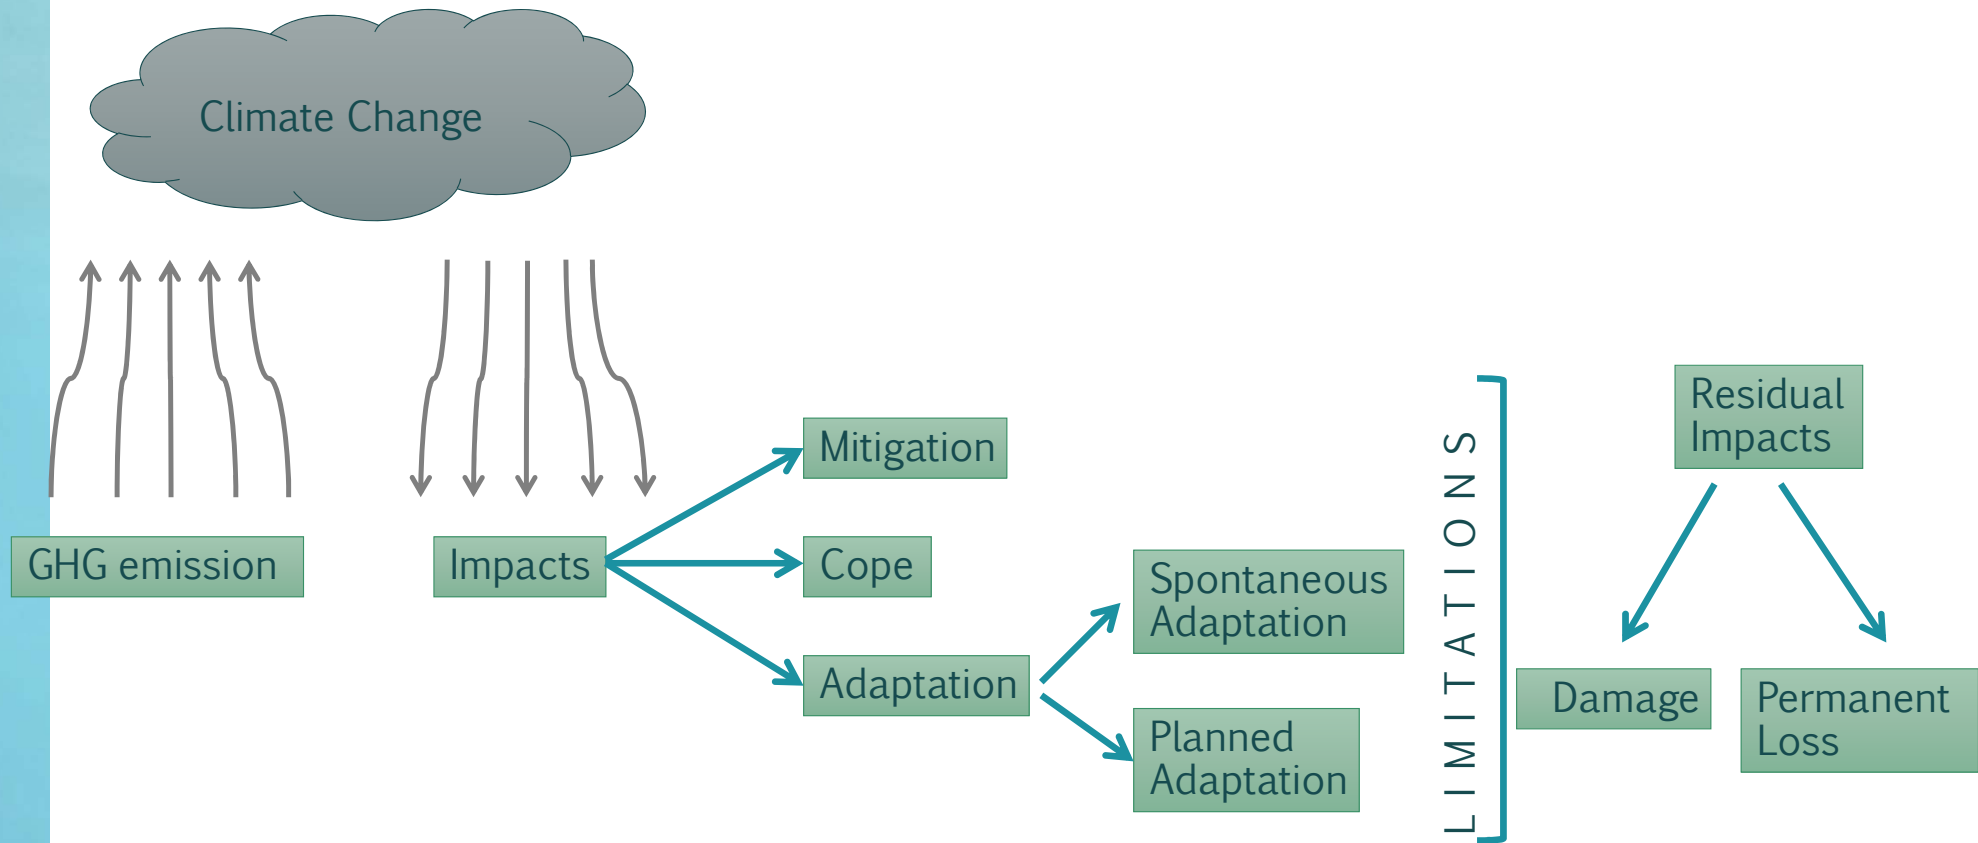 Climate Change
GHG emission
Impacts
Mitigation
Cope
Adaptation
Spontaneous
Adaptation
Planned
Adaptation
LIMITATIONS
Residual
Impacts
Damage
Permanent
Loss